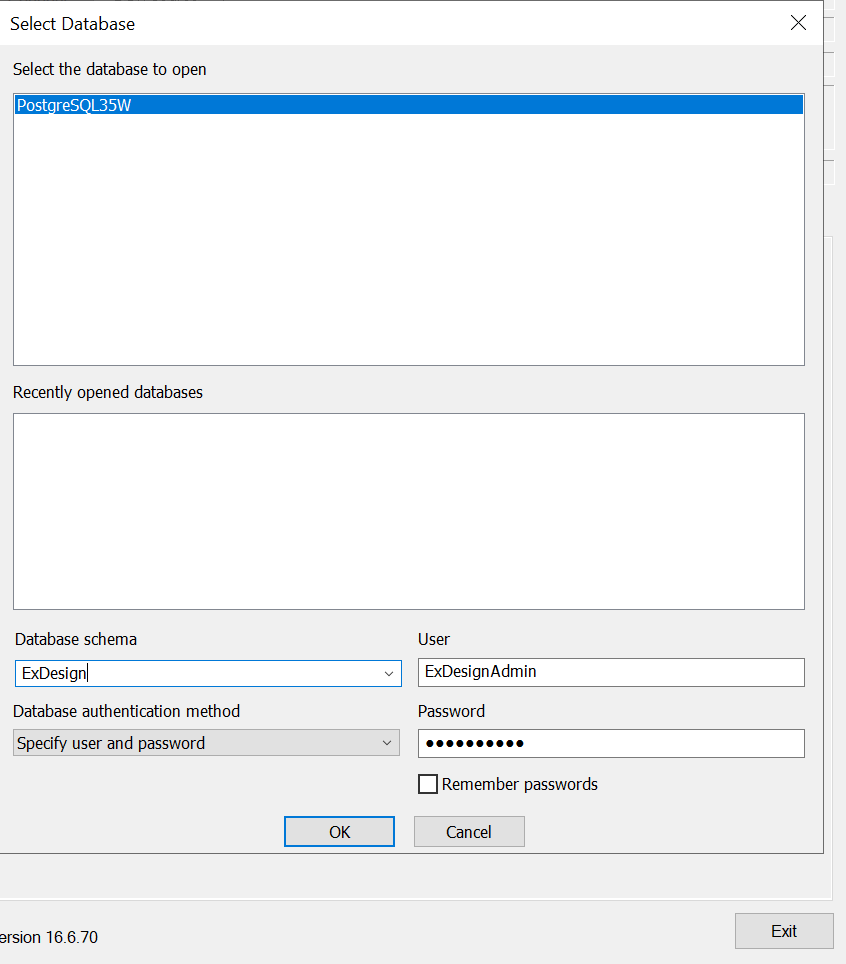 Select Database
Select the database to open
PostgreSQL35W
Recently opened databases
Database schema
User
ExDesign
ExDesignAdmin
Database authentication method
Password
Specify user and password
●●●●●●●●●●
Remember passwords
OK
Cancel
ersion 16.6.70
Exit